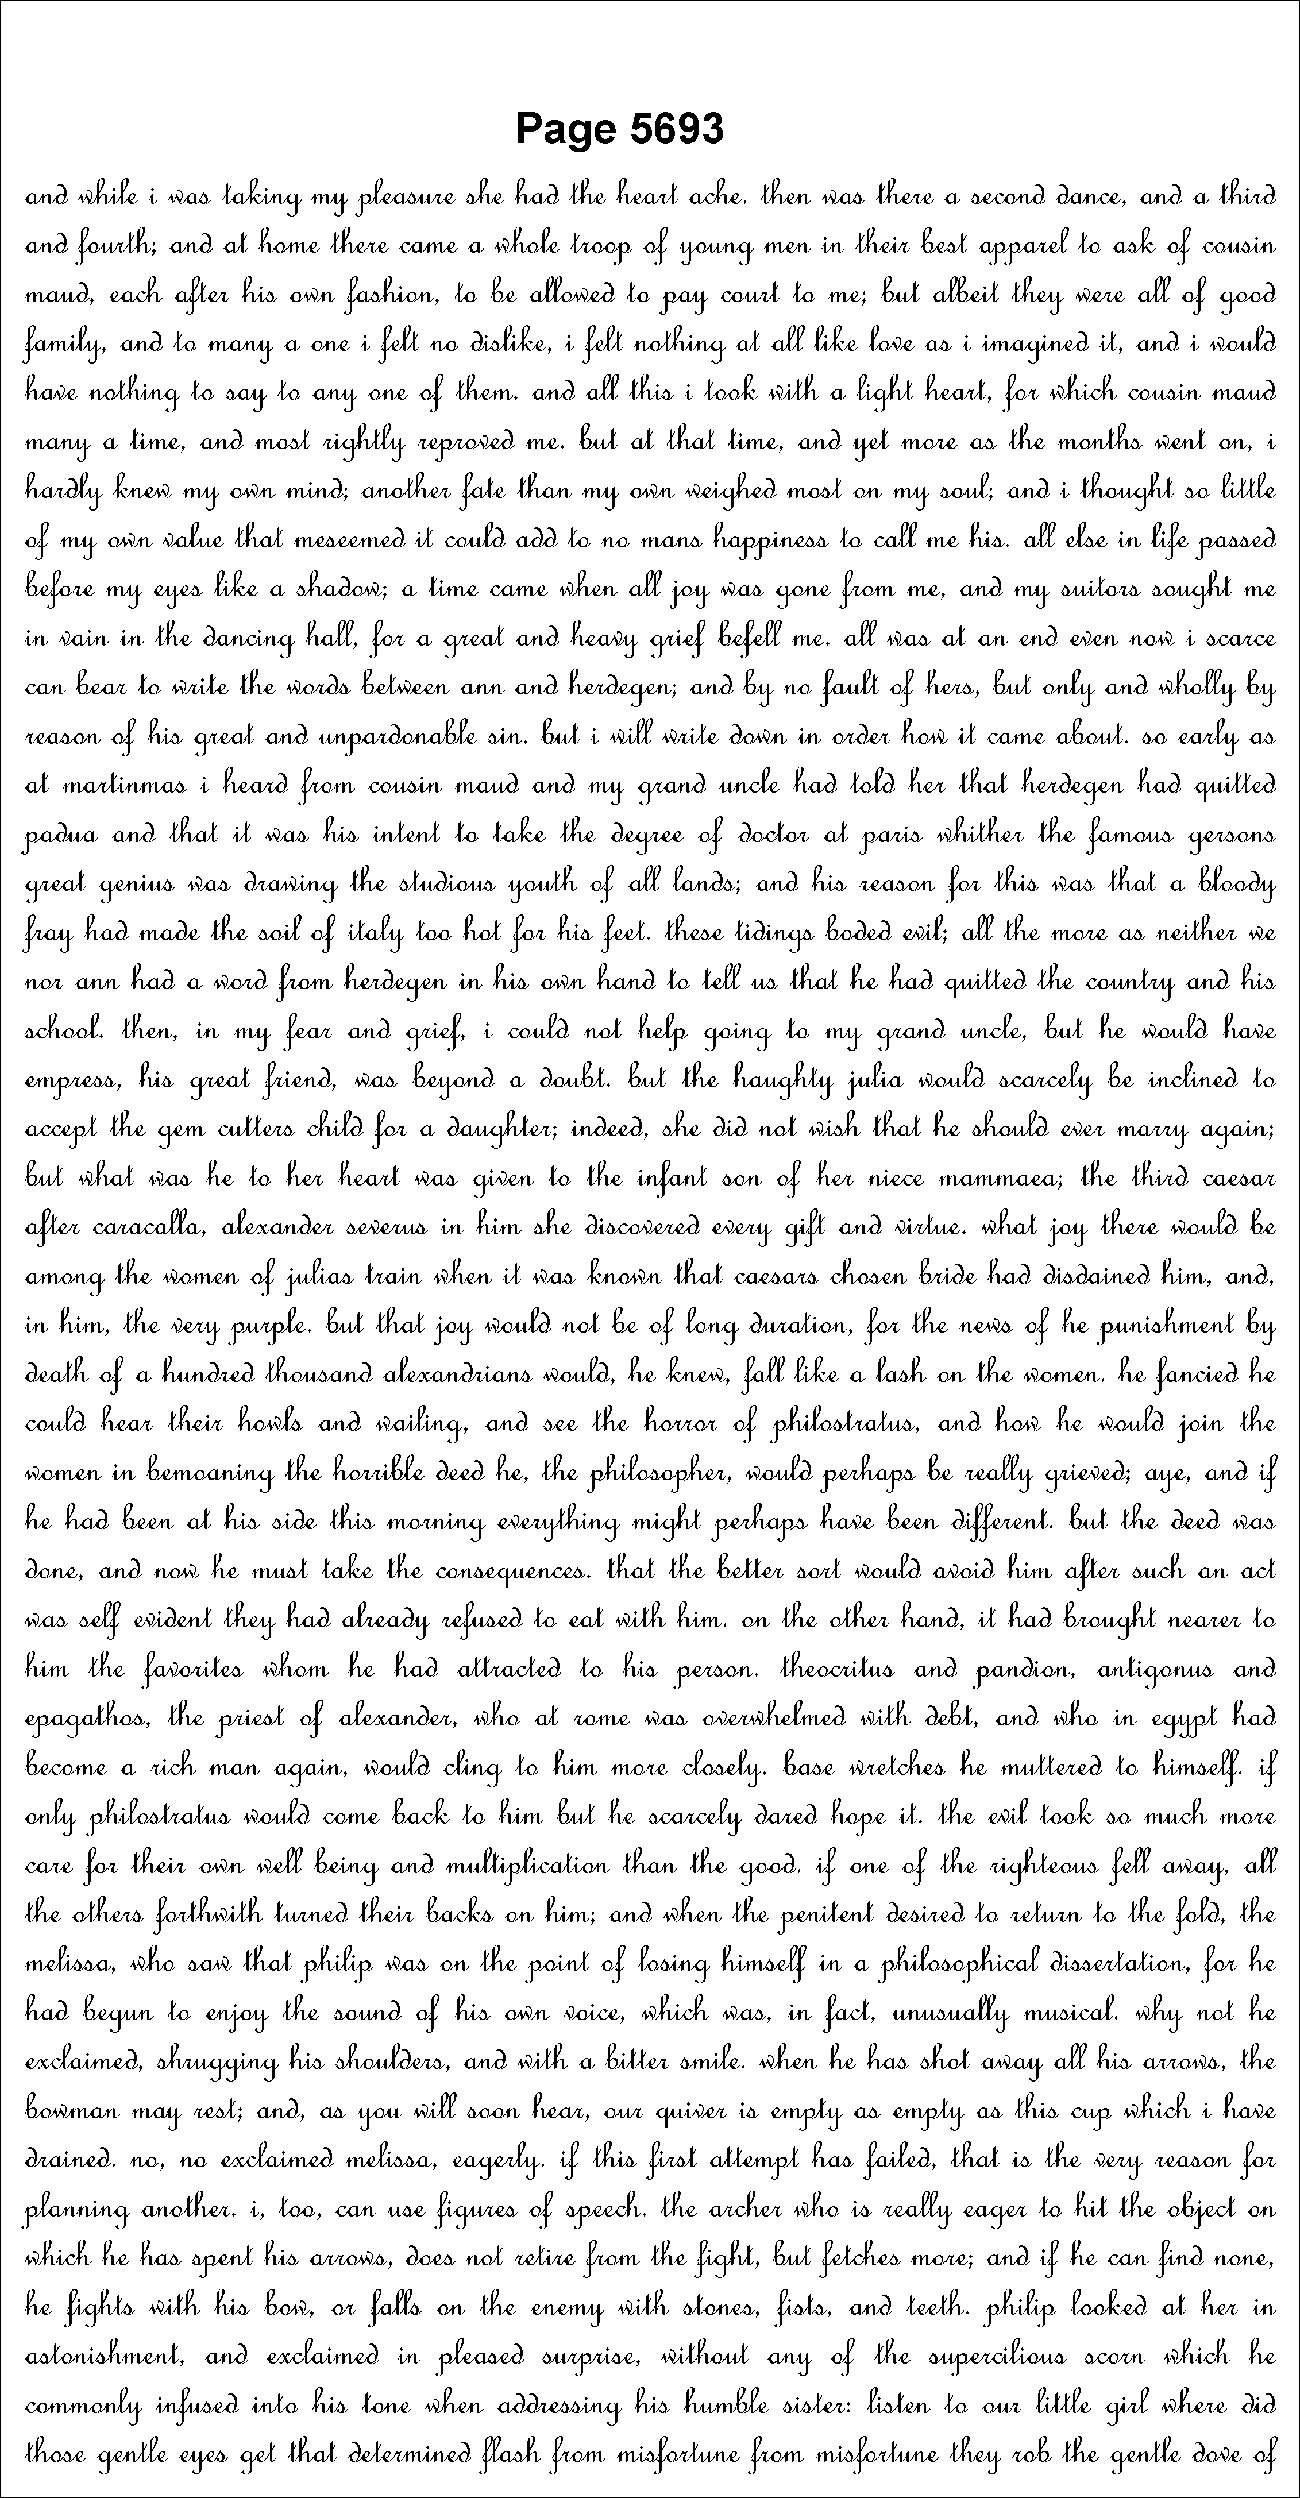 Page 5693
and while i was taking my pleasure she had the heart ache. then was there a second dance, and a third
and fourth; and at home there came a whole troop of young men in their best apparel to ask of cousin
maud, each after his own fashion, to be allowed to pay court to me; but albeit they were all of good
family, and to many a one i felt no dislike, i felt nothing at all like love as i imagined it, and i would
have nothing to say to any one of them. and all this i took with a light heart, for which cousin maud
many a time, and most rightly reproved me. but at that time, and yet more as the months went on, i
hardly knew my own mind; another fate than my own weighed most on my soul; and i thought so little
of my own value that meseemed it could add to no mans happiness to call me his. all else in life passed
before my eyes like a shadow; a time came when all joy was gone from me, and my suitors sought me
in vain in the dancing hall, for a great and heavy grief befell me. all was at an end even now i scarce
can bear to write the words between ann and herdegen; and by no fault of hers, but only and wholly by
reason of his great and unpardonable sin. but i will write down in order how it came about. so early as
at martinmas i heard from cousin maud and my grand uncle had told her that herdegen had quitted
padua and that it was his intent to take the degree of doctor at paris whither the famous gersons
great genius was drawing the studious youth of all lands; and his reason for this was that a bloody
fray had made the soil of italy too hot for his feet. these tidings boded evil; all the more as neither we
nor ann had a word from herdegen in his own hand to tell us that he had quitted the country and his
school. then, in my fear and grief, i could not help going to my grand uncle, but he would have
empress, his great friend, was beyond a doubt. but the haughty julia would scarcely be inclined to
accept the gem cutters child for a daughter; indeed, she did not wish that he should ever marry again;
but what was he to her heart was given to the infant son of her niece mammaea; the third caesar
after caracalla, alexander severus in him she discovered every gift and virtue. what joy there would be
among the women of julias train when it was known that caesars chosen bride had disdained him, and,
in him, the very purple. but that joy would not be of long duration, for the news of he punishment by
death of a hundred thousand alexandrians would, he knew, fall like a lash on the women. he fancied he
could hear their howls and wailing, and see the horror of philostratus, and how he would join the
women in bemoaning the horrible deed he, the philosopher, would perhaps be really grieved; aye, and if
he had been at his side this morning everything might perhaps have been different. but the deed was
done, and now he must take the consequences. that the better sort would avoid him after such an act
was self evident they had already refused to eat with him. on the other hand, it had brought nearer to
him the favorites whom he had attracted to his person. theocritus and pandion, antigonus and
epagathos, the priest of alexander, who at rome was overwhelmed with debt, and who in egypt had
become a rich man again, would cling to him more closely. base wretches he muttered to himself. if
only philostratus would come back to him but he scarcely dared hope it. the evil took so much more
care for their own well being and multiplication than the good. if one of the righteous fell away, all
the others forthwith turned their backs on him; and when the penitent desired to return to the fold, the
melissa, who saw that philip was on the point of losing himself in a philosophical dissertation, for he
had begun to enjoy the sound of his own voice, which was, in fact, unusually musical. why not he
exclaimed, shrugging his shoulders, and with a bitter smile. when he has shot away all his arrows, the
bowman may rest; and, as you will soon hear, our quiver is empty as empty as this cup which i have
drained. no, no exclaimed melissa, eagerly. if this first attempt has failed, that is the very reason for
planning another. i, too, can use figures of speech. the archer who is really eager to hit the object on
which he has spent his arrows, does not retire from the fight, but fetches more; and if he can find none,
he fights with his bow, or falls on the enemy with stones, fists, and teeth. philip looked at her in
astonishment, and exclaimed in pleased surprise, without any of the supercilious scorn which he
commonly infused into his tone when addressing his humble sister: listen to our little girl where did
those gentle eyes get that determined flash from misfortune from misfortune they rob the gentle dove of